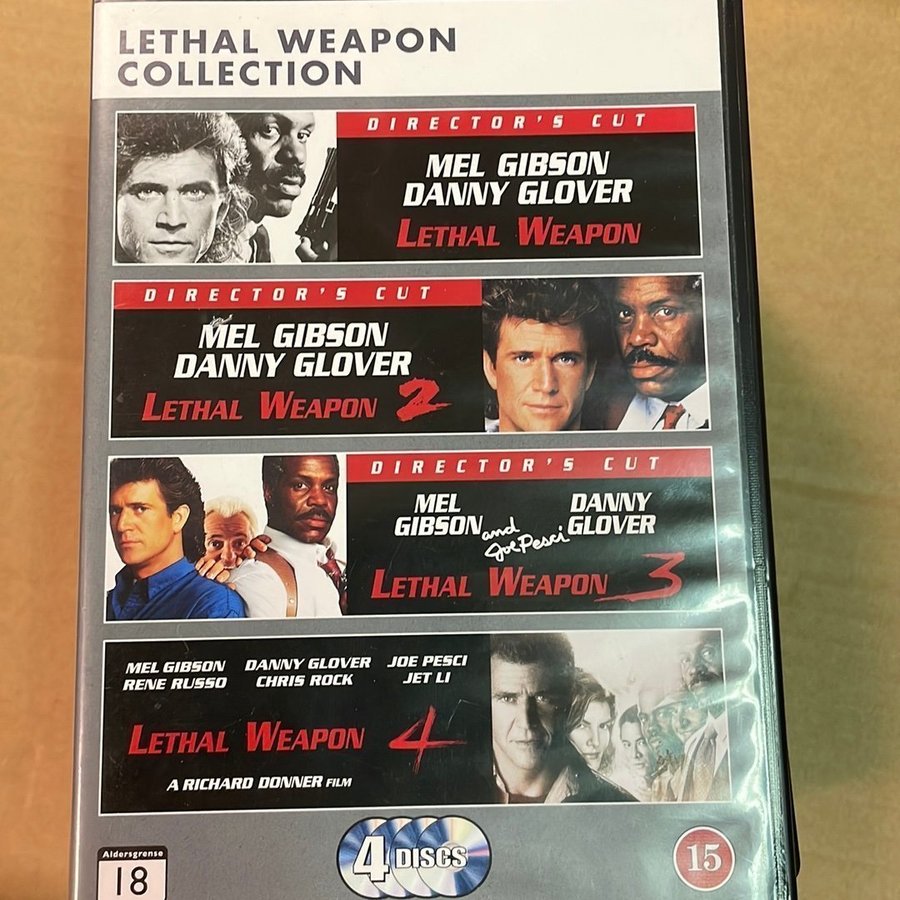 LETHAL WEAPON
COLLECTION
DIRECTOR'S CUT
MEL GIBSON
DANNY GLOVER
LETHAL WEAPON
DIRECTOR'S CUT
MEL GIBSON
DANNY GLOVER
LETHAL WEAPON 2
DIRECTOR'S CUT
MEL GIBSON and Joe Pesci DANNY GLOVER
LETHAL WEAPON 3
MEL GIBSON DANNY GLOVER JOE PESCI
RENE RUSSO CHRIS ROCK JET LI
LETHAL WEAPON 4
A RICHARD DONNER FILM
4 DISCS
Aldersgrense
18
15